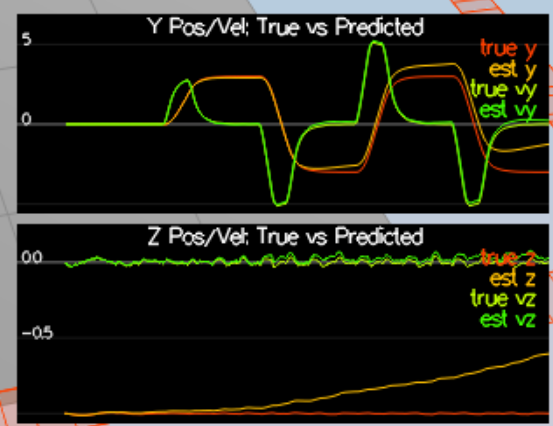 Y Pos/Vel: True vs Predicted
5
true y
est y
true vy
est vy
0
Z Pos/Vel: True vs Predicted
0.0
true z
est z
true vz
est vz
-0.5